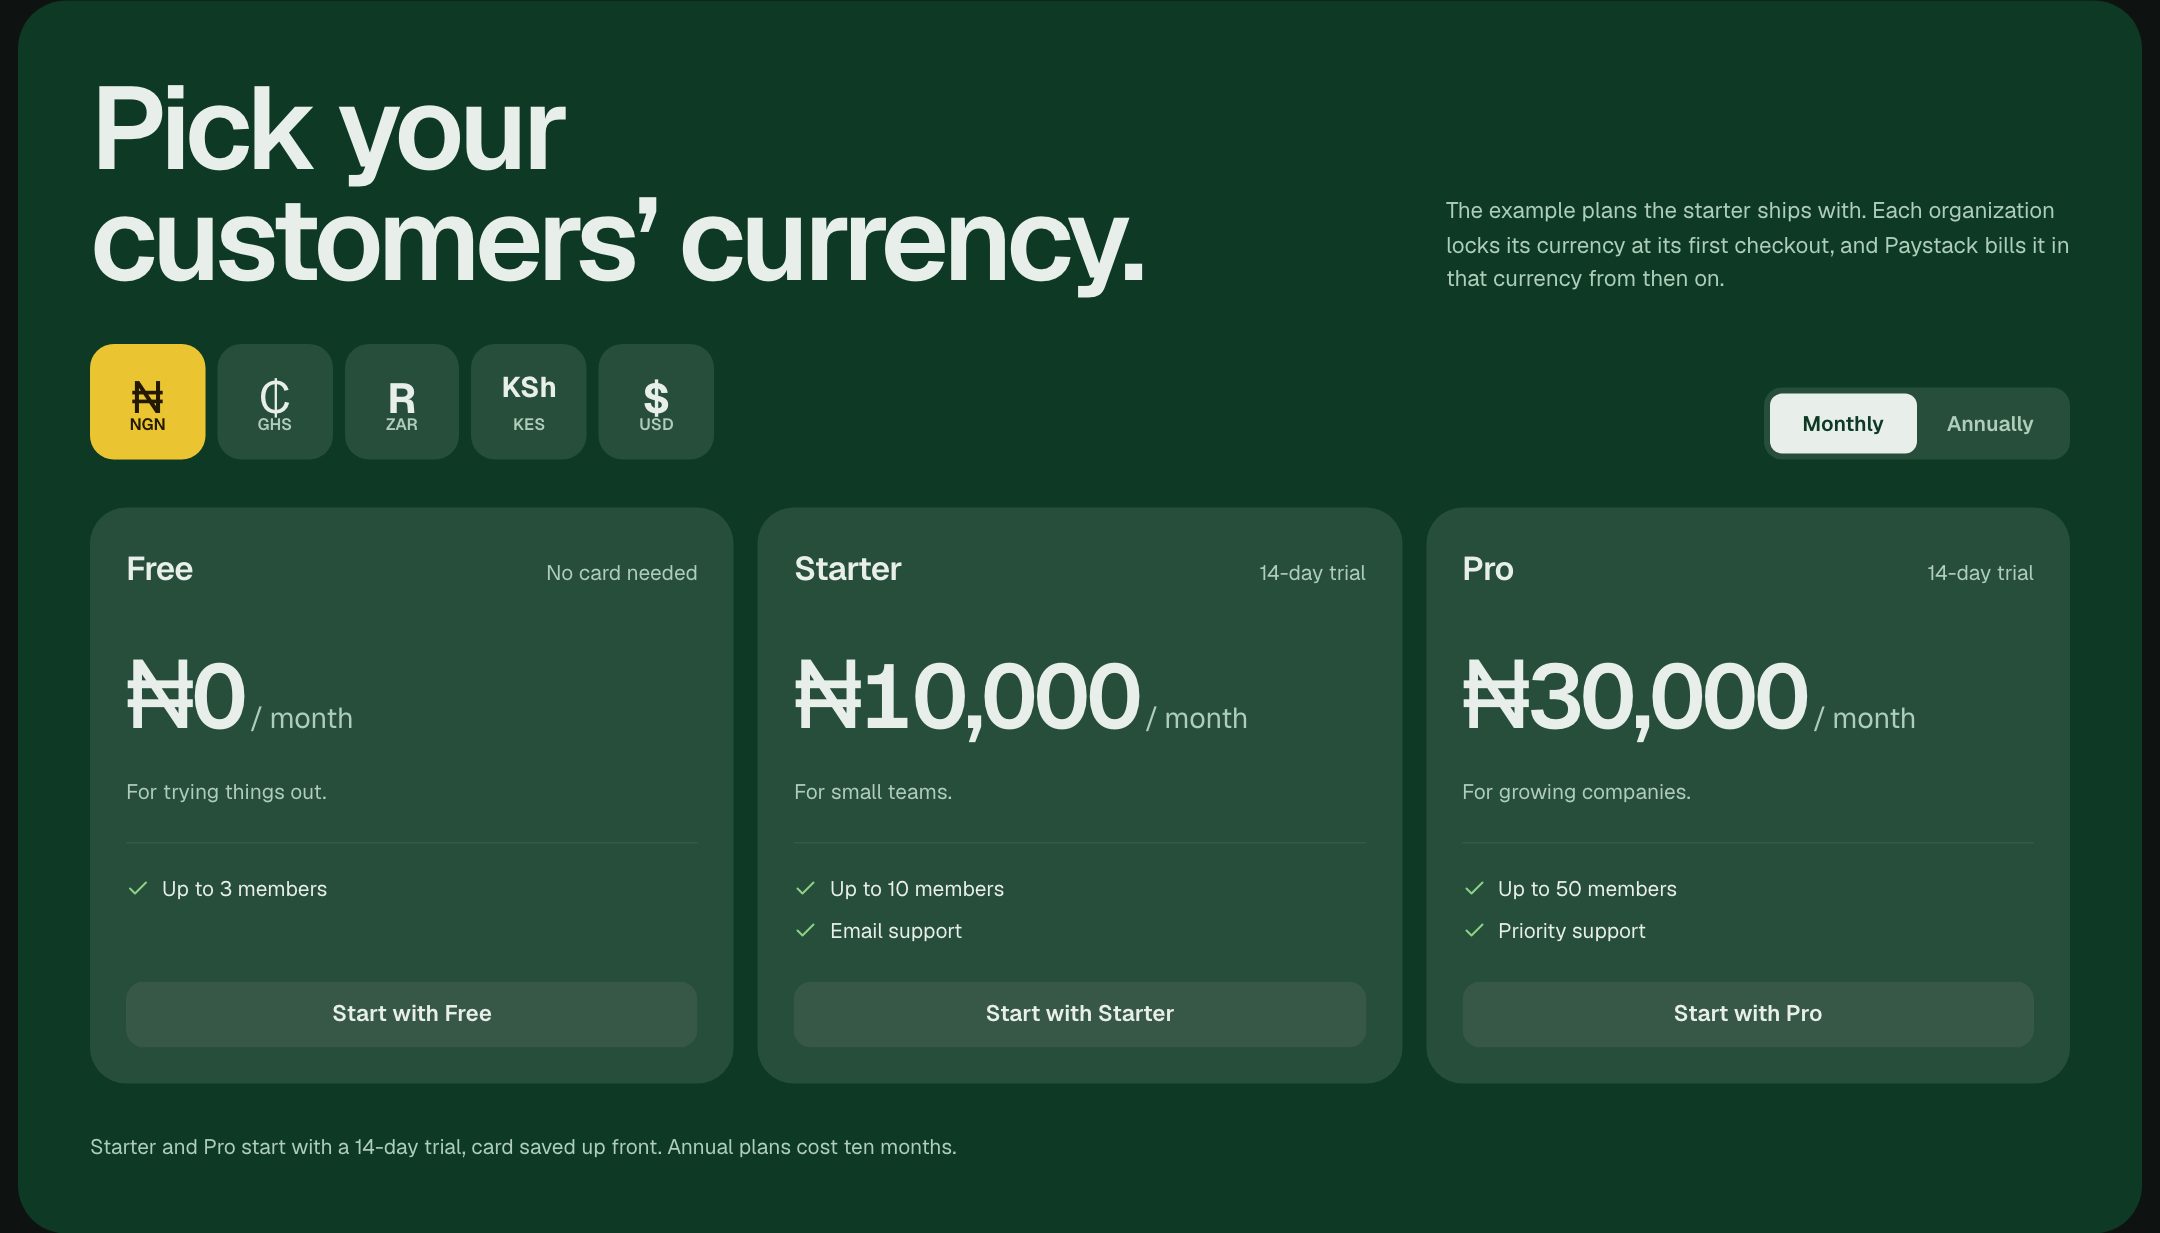 Pick your
customers’ currency.
The example plans the starter ships with. Each organization
locks its currency at its first checkout, and Paystack bills it in
that currency from then on.
₦
NGN
₵
GHS
R
ZAR
KSh
KES
$
USD
Monthly
Annually
Free
No card needed
₦0 / month
For trying things out.
Up to 3 members
Start with Free
Starter
14-day trial
₦10,000 / month
For small teams.
Up to 10 members
Email support
Start with Starter
Pro
14-day trial
₦30,000 / month
For growing companies.
Up to 50 members
Priority support
Start with Pro
Starter and Pro start with a 14-day trial, card saved up front. Annual plans cost ten months.